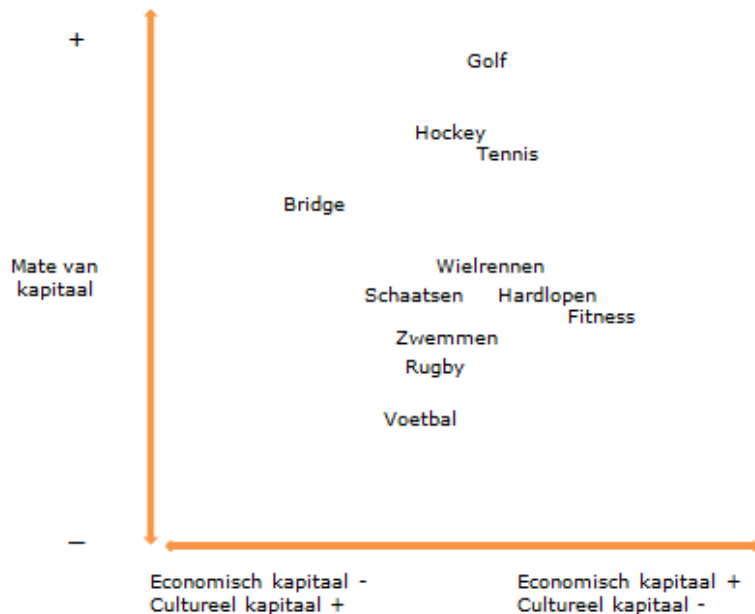 +
Golf
Hockey
Tennis
Bridge
Mate van
kapitaal
Wielrennen
Schaatsen
Hardlopen
Fitness
Zwemmen
Rugby
Voetbal
–
Economisch kapitaal -
Cultureel kapitaal +
Economisch kapitaal +
Cultureel kapitaal -